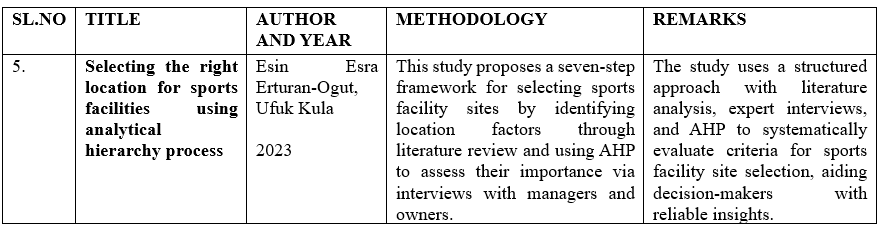 SL.NO TITLE AUTHOR AND YEAR METHODOLOGY REMARKS
5.
Selecting the right
location for sports
facilities using
analytical
hierarchy process
Esin Esra
Erturan-Ogut,
Ufuk Kula
2023
This study proposes a seven-step
framework for selecting sports
facility sites by identifying
location factors through
literature review and using AHP
to assess their importance via
interviews with managers and
owners.
The study uses a structured
approach with literature
analysis, expert interviews,
and AHP to systematically
evaluate criteria for sports
facility site selection, aiding
decision-makers with
reliable insights.